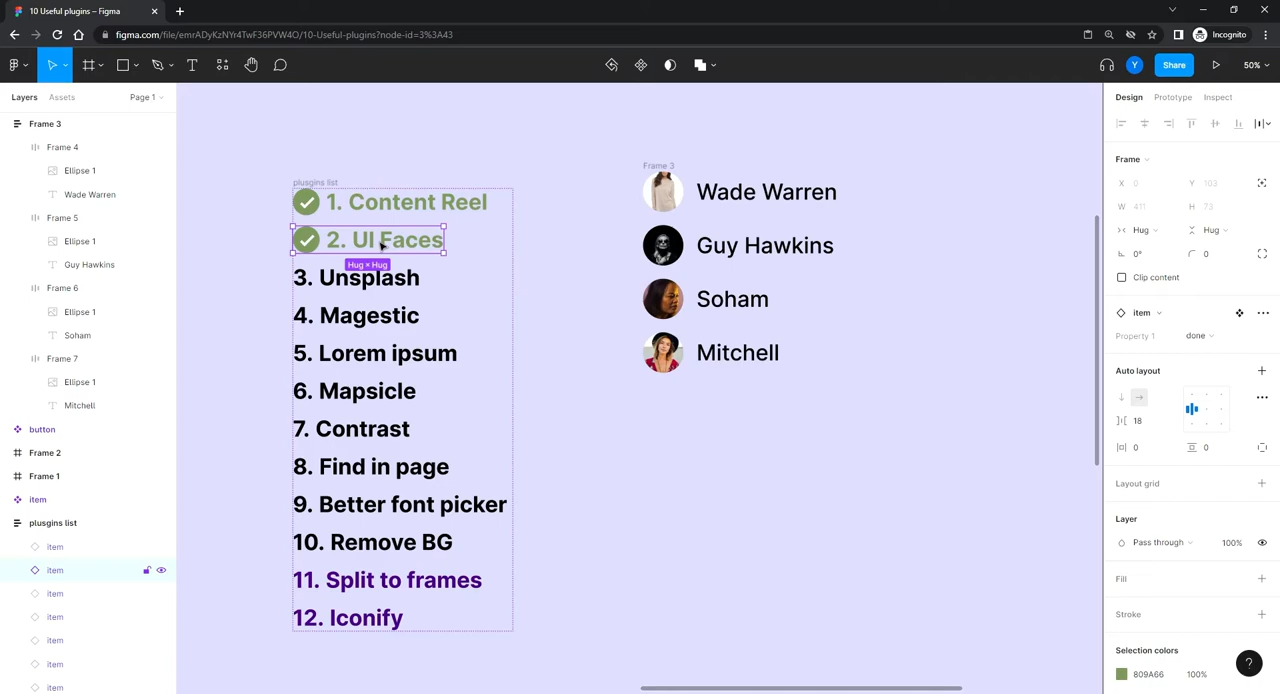 10 Useful plugins – Figma
figma.com/file/emrADyKzNYr4TwF36PVW4O/10-Useful-plugins?node-id=3%3A43
Incognito
Y
Share
50%
Layers
Assets
Page 1
Frame 3
Frame 4
Ellipse 1
Wade Warren
Frame 5
Ellipse 1
Guy Hawkins
Frame 6
Ellipse 1
Soham
Frame 7
Ellipse 1
Mitchell
button
Frame 2
Frame 1
item
plusgins list
item
item
item
item
item
item
item
plusgins list
1. Content Reel
2. UI Faces
Hug × Hug
3. Unsplash
4. Magestic
5. Lorem ipsum
6. Mapsicle
7. Contrast
8. Find in page
9. Better font picker
10. Remove BG
11. Split to frames
12. Iconify
Frame 3
Wade Warren
Guy Hawkins
Soham
Mitchell
Design
Prototype
Inspect
Frame
X 0
Y 103
W 411
H 73
Hug
Hug
0°
0
Clip content
item
Property 1
done
Auto layout
18
0
0
Layout grid
Layer
Pass through
100%
Fill
Stroke
Selection colors
809A66
100%
?